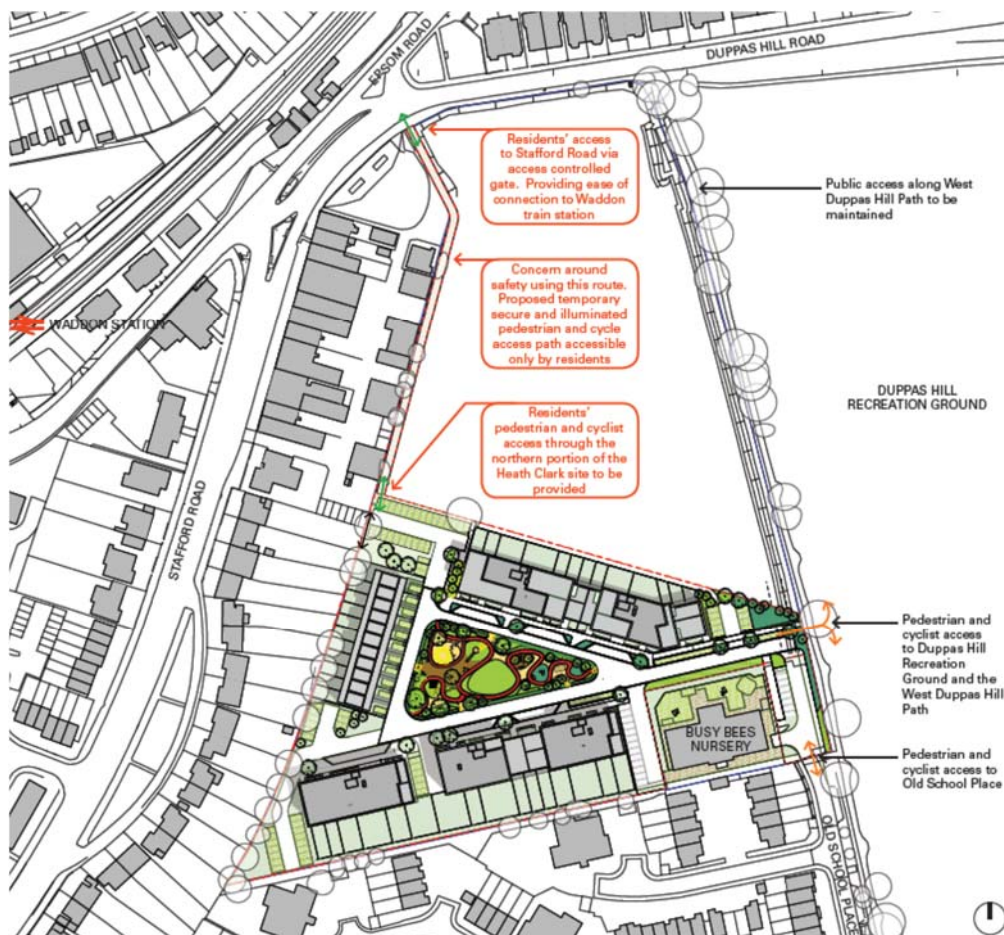 DUPPAS HILL ROAD
EPSOM ROAD
Residents' access
to Stafford Road via
access controlled
gate. Providing ease of
connection to Waddon
train station
Public access along West
Duppas Hill Path to be
maintained
Concern around
safety using this route.
Proposed temporary
secure and illuminated
pedestrian and cycle
access path accessible
only by residents
WADDON STATION
DUPPAS HILL
RECREATION GROUND
Residents'
pedestrian and cyclist
access through the
northern portion of the
Heath Clark site to be
provided
STAFFORD ROAD
Pedestrian and
cyclist access
to Duppas Hill
Recreation
Ground and the
West Duppas Hill
Path
BUSY BEES
NURSERY
Pedestrian and
cyclist access to
Old School Place
OLD SCHOOL PLACE